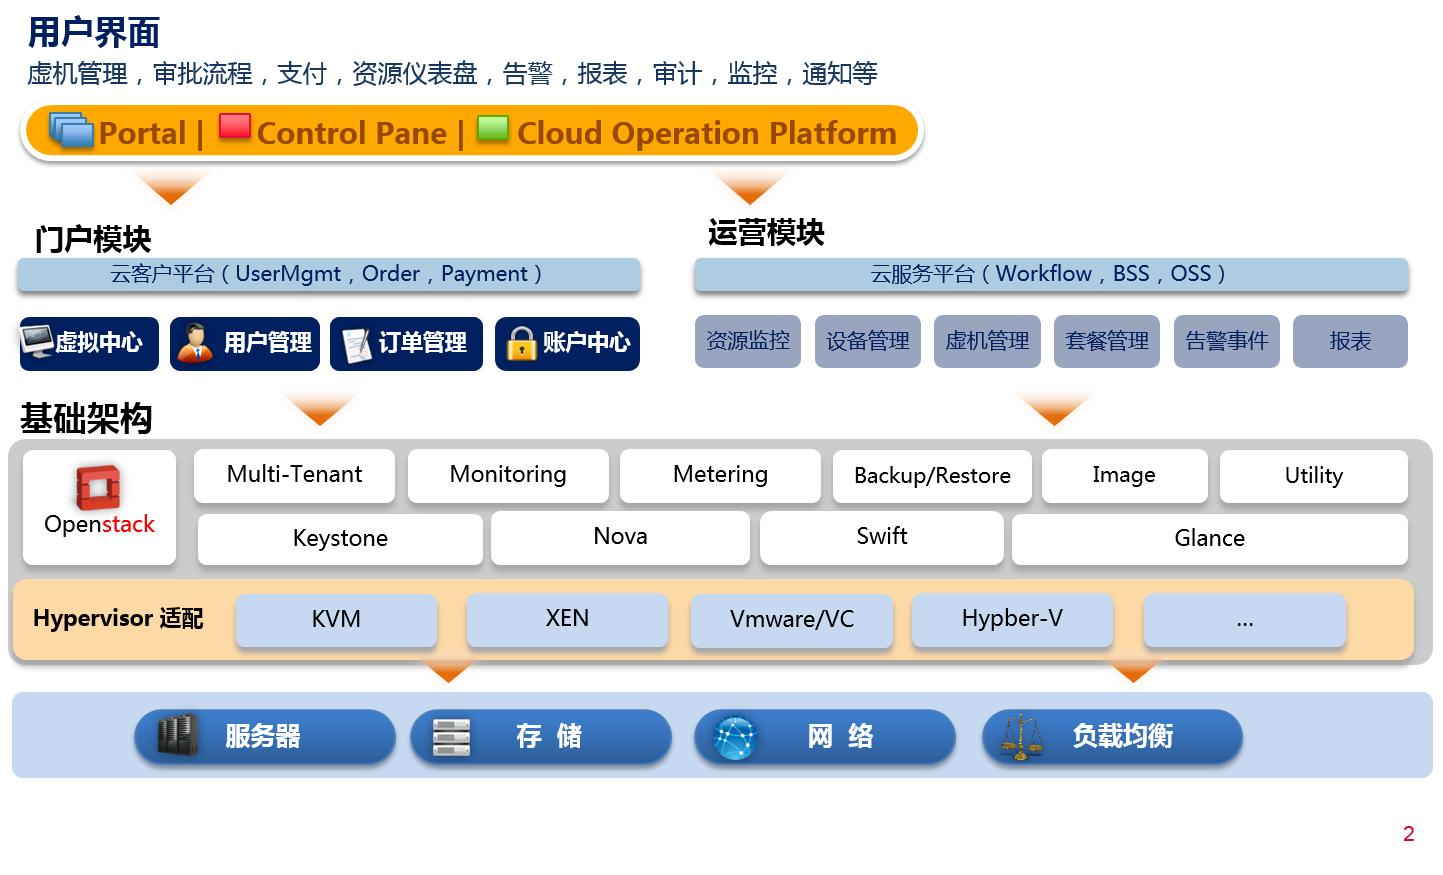 用户界面
虚机管理，审批流程，支付，资源仪表盘，告警，报表，审计，监控，通知等
Portal | Control Pane | Cloud Operation Platform
门户模块
运营模块
云客户平台（UserMgmt，Order，Payment）
云服务平台（Workflow，BSS，OSS）
虚拟中心 用户管理 订单管理 账户中心
资源监控 设备管理 虚机管理 套餐管理 告警事件 报表
基础架构
Openstack
Multi-Tenant Monitoring Metering Backup/Restore Image Utility
Keystone Nova Swift Glance
Hypervisor 适配 KVM XEN Vmware/VC Hypber-V ...
服务器 存 储 网 络 负载均衡
2